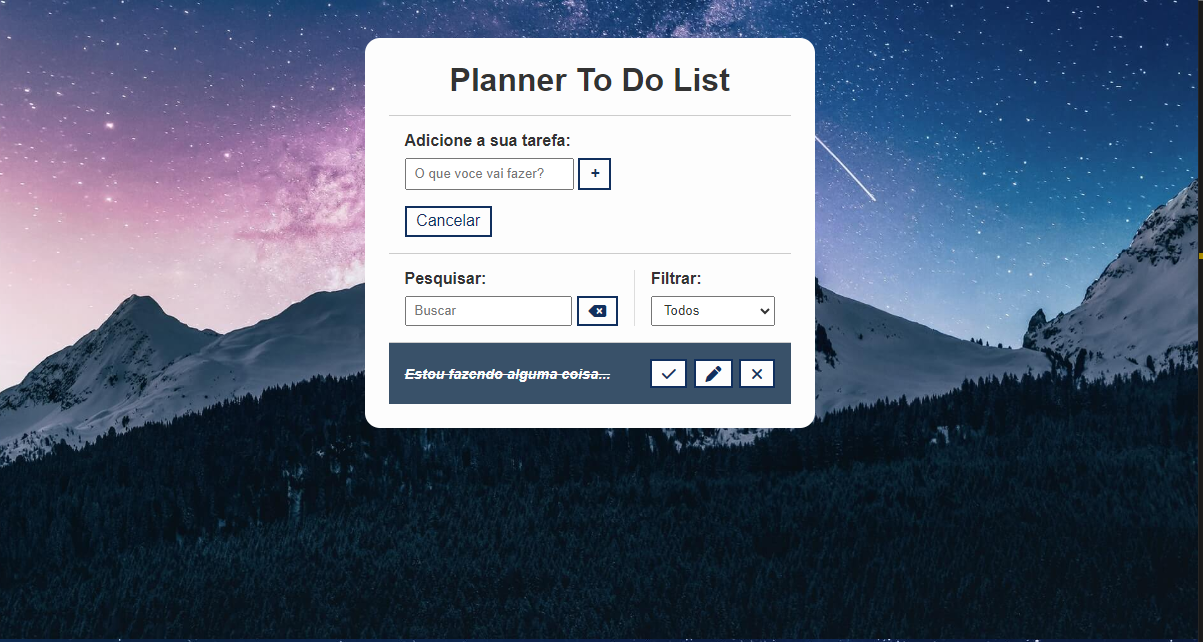 Planner To Do List
Adicione a sua tarefa:
O que voce vai fazer?
+
Cancelar
Pesquisar:
Filtrar:
Buscar
Todos
Estou fazendo alguma coisa...